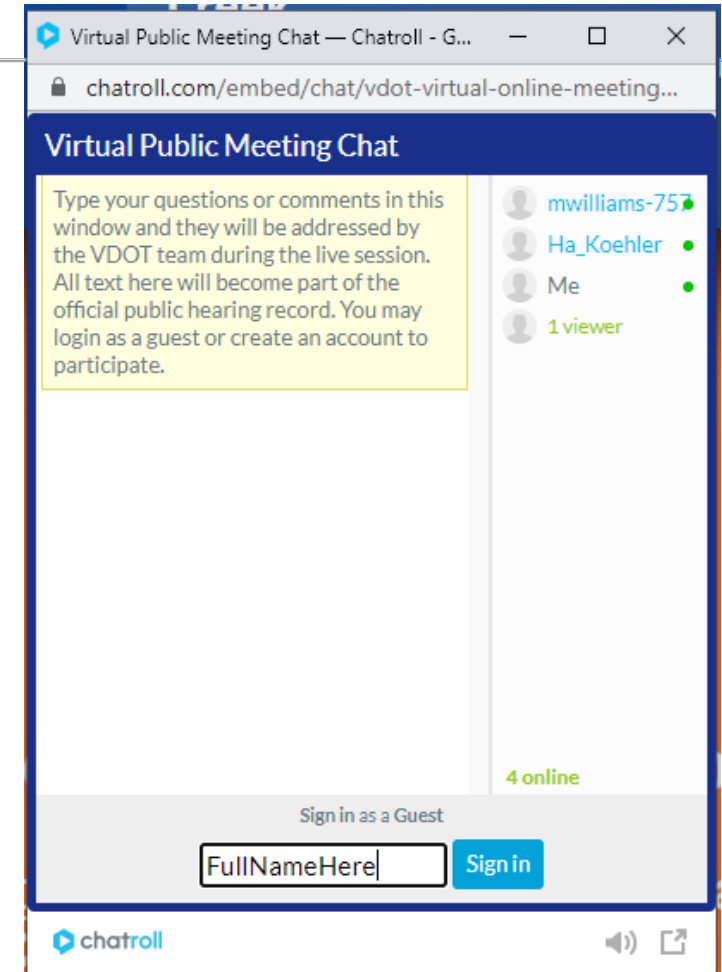 Virtual Public Meeting Chat — Chatroll - G...
chatroll.com/embed/chat/vdot-virtual-online-meeting...
Virtual Public Meeting Chat
Type your questions or comments in this
window and they will be addressed by
the VDOT team during the live session.
All text here will become part of the
official public hearing record. You may
login as a guest or create an account to
participate.
mwilliams-757
Ha_Koehler
Me
1 viewer
4 online
Sign in as a Guest
FullNameHere
Sign in
chatroll